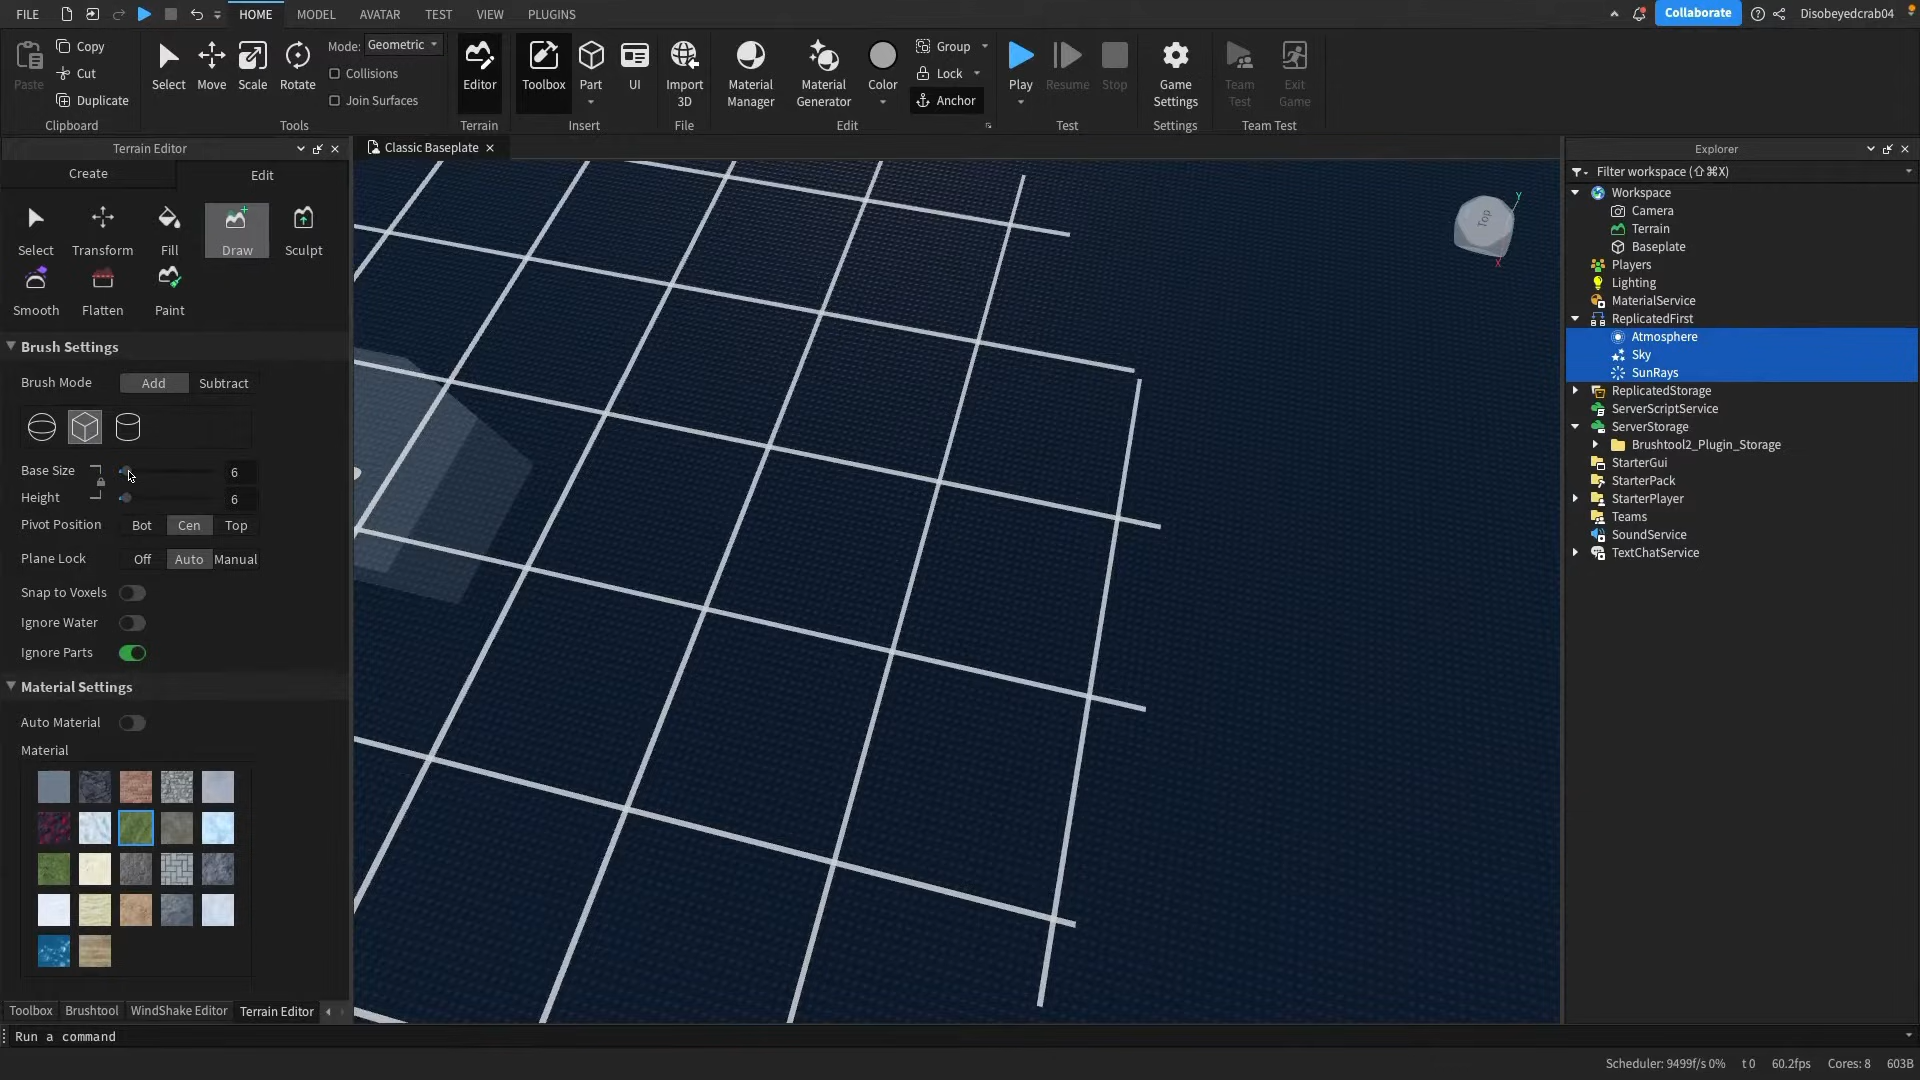 FILE HOME MODEL AVATAR TEST VIEW PLUGINS Collaborate Disobeyedcrab04
Paste Copy Cut Duplicate Clipboard
Select Move Scale Rotate Mode: Geometric Collisions Join Surfaces Tools
Editor Terrain
Toolbox Part UI Insert
Import 3D File
Material Manager Material Generator Color Group Lock Anchor Edit
Play Resume Stop Test
Game Settings Settings
Team Test Exit Game Team Test
Terrain Editor
Create Edit
Select Transform Fill Draw Sculpt
Smooth Flatten Paint
Brush Settings
Brush Mode Add Subtract
Base Size 6
Height 6
Pivot Position Bot Cen Top
Plane Lock Off Auto Manual
Snap to Voxels
Ignore Water
Ignore Parts
Material Settings
Auto Material
Material
Toolbox Brushtool WindShake Editor Terrain Editor
Classic Baseplate
Top
Y
X
Explorer
Filter workspace (⇧⌘X)
Workspace
Camera
Terrain
Baseplate
Players
Lighting
MaterialService
ReplicatedFirst
Atmosphere
Sky
SunRays
ReplicatedStorage
ServerScriptService
ServerStorage
Brushtool2_Plugin_Storage
StarterGui
StarterPack
StarterPlayer
Teams
SoundService
TextChatService
Run a command
Scheduler: 9499f/s 0% t 0 60.2fps Cores: 8 603B